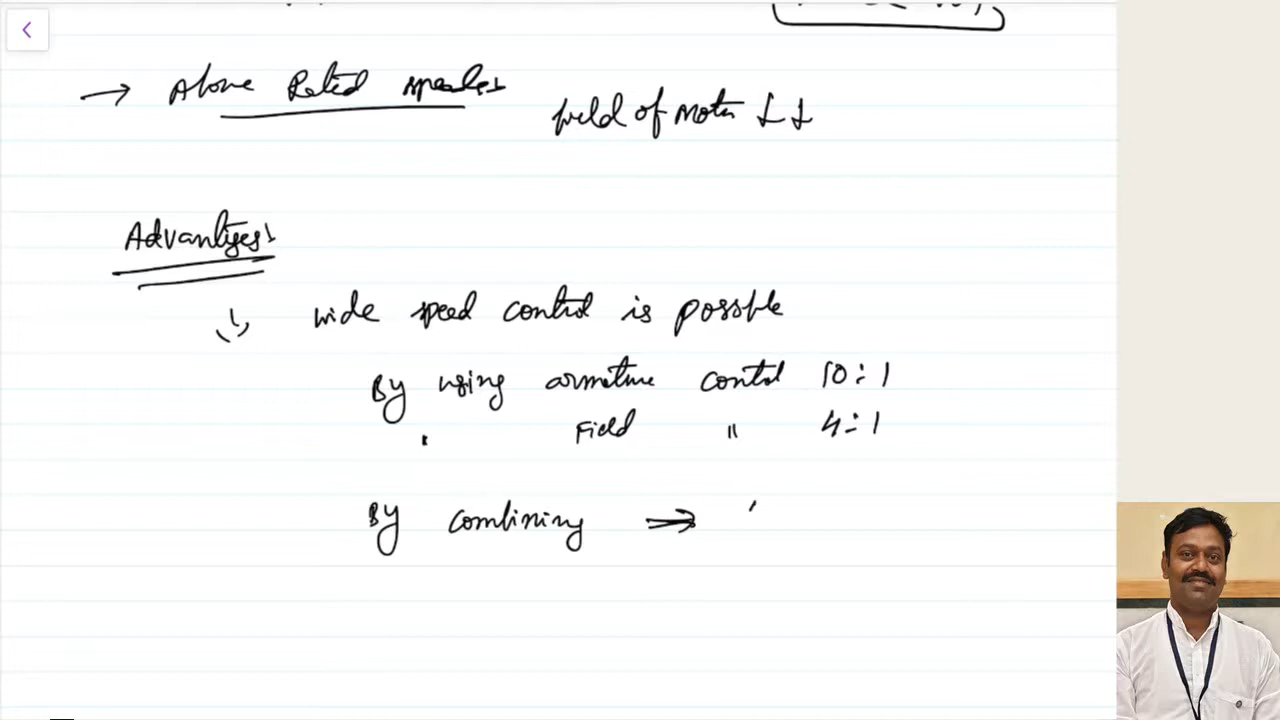 → Above Rated speeds:
field of motor ↓↓
Advantages:
(i) wide speed control is possible
By using armature control 10:1
" Field " 4:1
By combining →